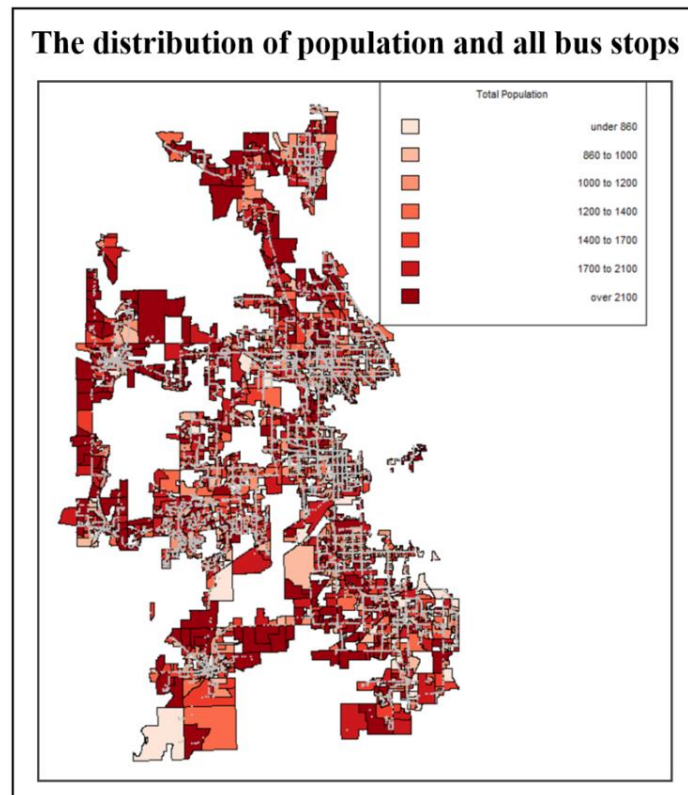 The distribution of population and all bus stops
Total Population
under 860
860 to 1000
1000 to 1200
1200 to 1400
1400 to 1700
1700 to 2100
over 2100